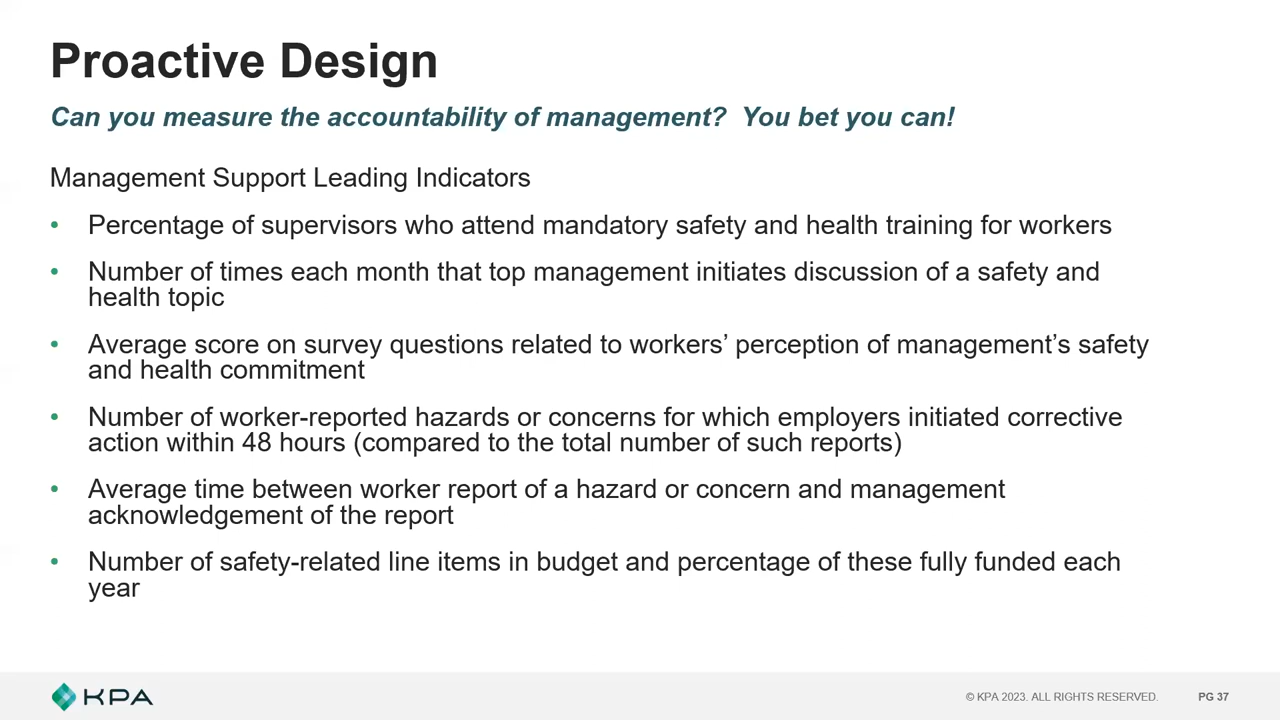 Proactive Design
Can you measure the accountability of management?  You bet you can!
Management Support Leading Indicators
• Percentage of supervisors who attend mandatory safety and health training for workers
• Number of times each month that top management initiates discussion of a safety and
health topic
• Average score on survey questions related to workers’ perception of management’s safety
and health commitment
• Number of worker-reported hazards or concerns for which employers initiated corrective
action within 48 hours (compared to the total number of such reports)
• Average time between worker report of a hazard or concern and management
acknowledgement of the report
• Number of safety-related line items in budget and percentage of these fully funded each
year
KPA
© KPA 2023. ALL RIGHTS RESERVED.
PG 37